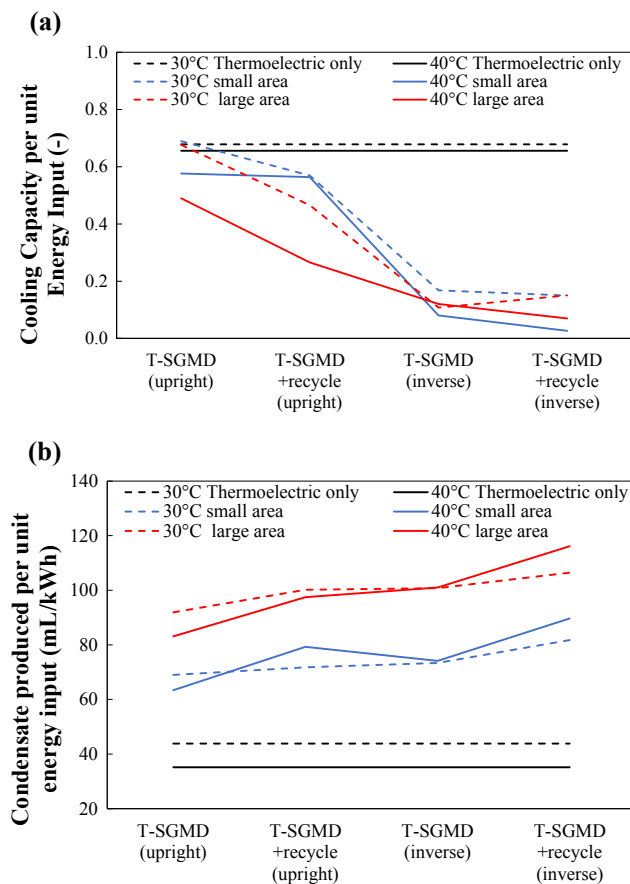 (a)
Cooling Capacity per unit
Energy Input (-)
1.0
0.8
0.6
0.4
0.2
0.0
30°C Thermoelectric only
40°C Thermoelectric only
30°C small area
40°C small area
30°C large area
40°C large area
T-SGMD
(upright)
T-SGMD
+recycle
(upright)
T-SGMD
(inverse)
T-SGMD
+recycle
(inverse)
(b)
Condensate produced per unit
energy input (mL/kWh)
140
120
100
80
60
40
20
30°C Thermoelectric only
40°C Thermoelectric only
30°C small area
40°C small area
30°C large area
40°C large area
T-SGMD
(upright)
T-SGMD
+recycle
(upright)
T-SGMD
(inverse)
T-SGMD
+recycle
(inverse)